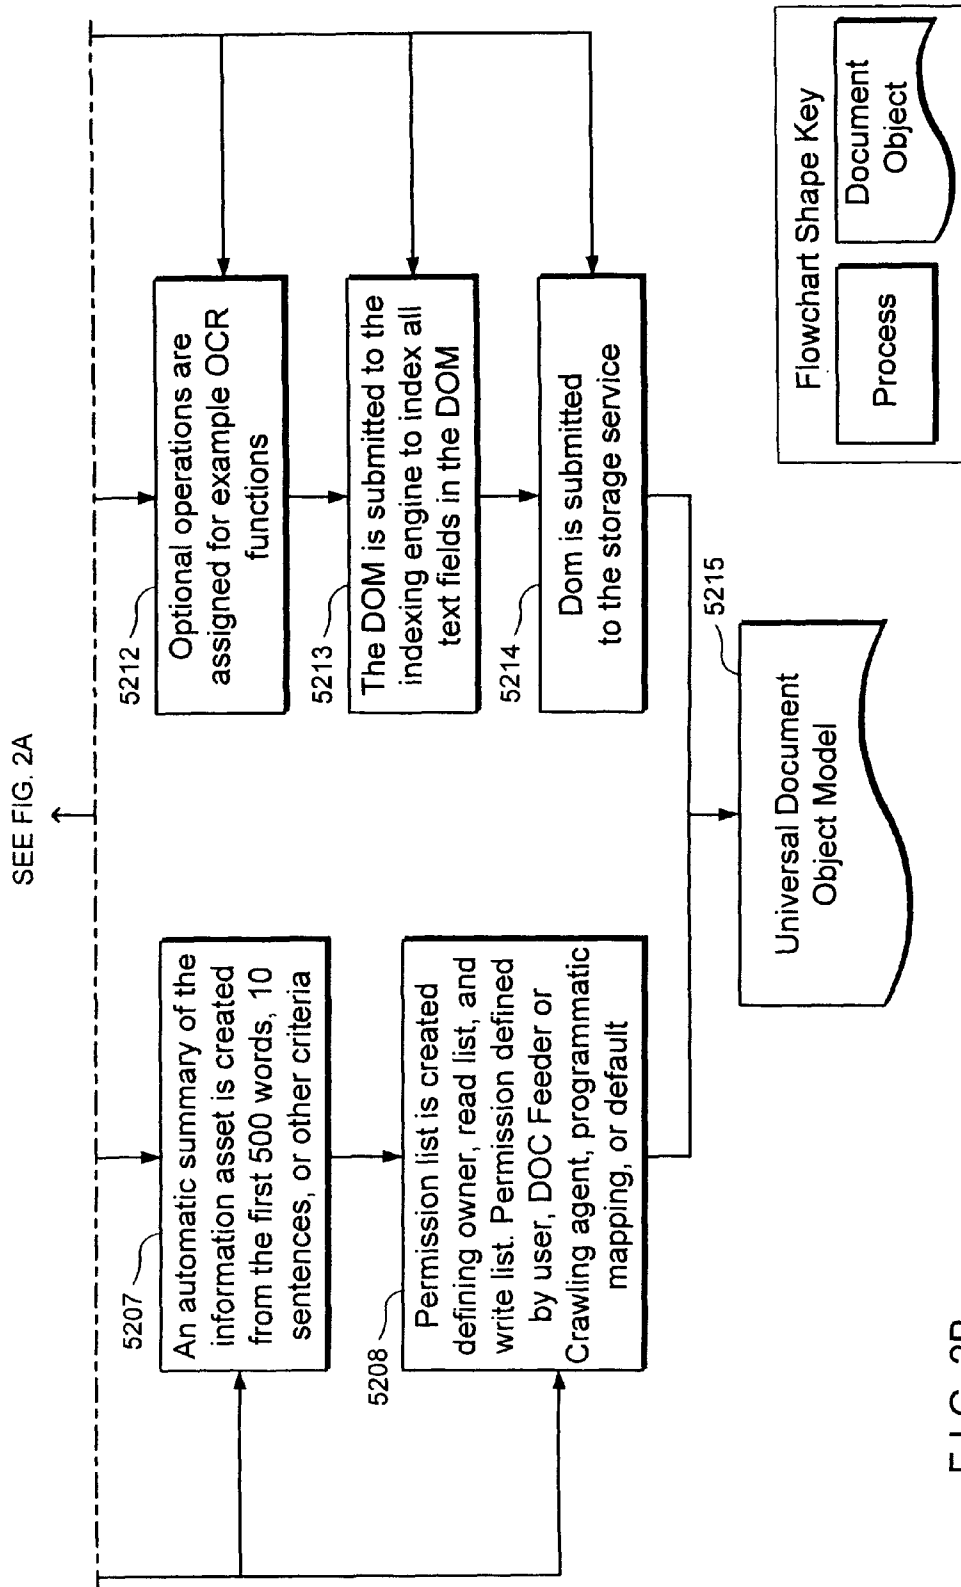 SEE FIG. 2A
5207
An automatic summary of the
information asset is created
from the first 500 words, 10
sentences, or other criteria
5208
Permission list is created
defining owner, read list, and
write list. Permission defined
by user, DOC Feeder or
Crawling agent, programmatic
mapping, or default
5212
Optional operations are
assigned for example OCR
functions
5213
The DOM is submitted to the
indexing engine to index all
text fields in the DOM
5214
Dom is submitted
to the storage service
5215
Universal Document
Object Model
Flowchart Shape Key
Process
Document
Object